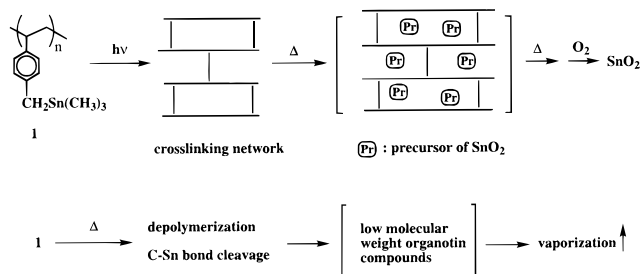 n
hν
Δ
Pr Pr
Pr Pr
Pr Pr
Δ
O₂
SnO₂
CH₂Sn(CH₃)₃
1
crosslinking network
Pr : precursor of SnO₂
1
Δ
depolymerization
C-Sn bond cleavage
low molecular
weight organotin
compounds
vaporization